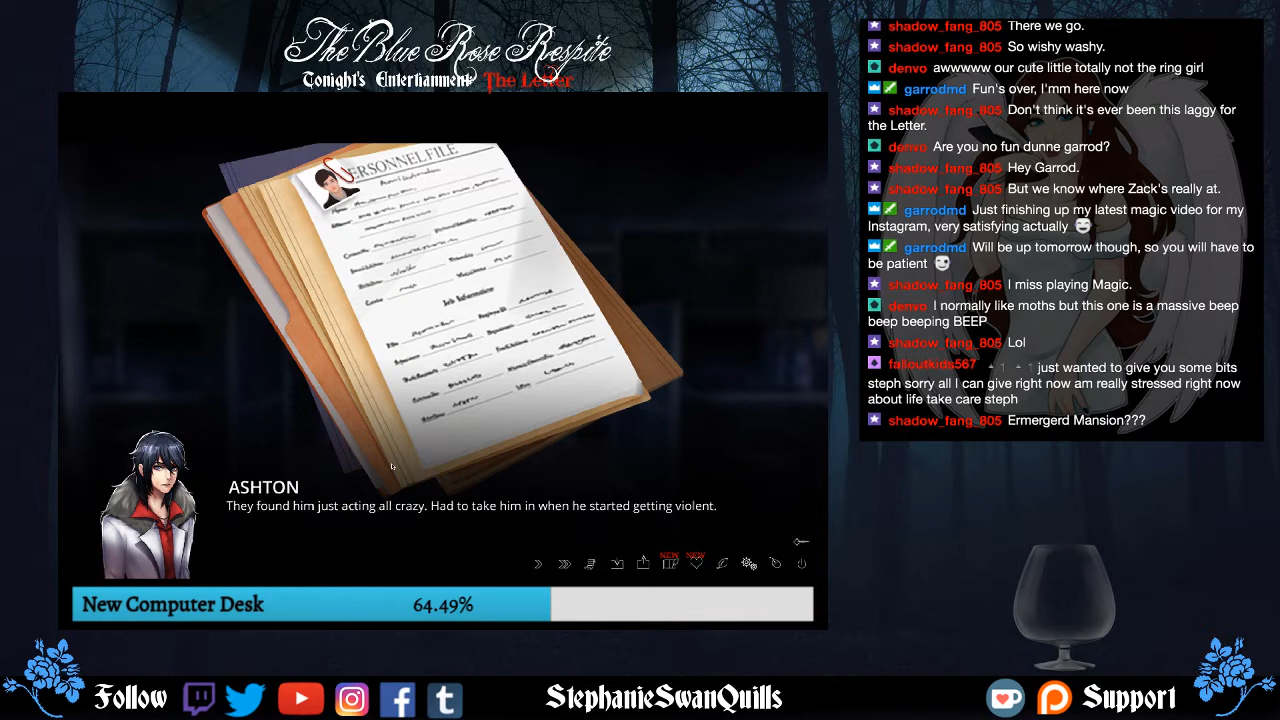 The Blue Rose Respite
Tonight's Entertianment: The Letter
PERSONNEL FILE
Job Information
ASHTON
They found him just acting all crazy. Had to take him in when he started getting violent.
NEW NEW
New Computer Desk 64.49%
shadow_fang_805 There we go.
shadow_fang_805 So wishy washy.
denvo awwwww our cute little totally not the ring girl
garrodmd Fun's over, I'mm here now
shadow_fang_805 Don't think it's ever been this laggy for
the Letter.
denvo Are you no fun dunne garrod?
shadow_fang_805 Hey Garrod.
shadow_fang_805 But we know where Zack's really at.
garrodmd Just finishing up my latest magic video for my
Instagram, very satisfying actually
garrodmd Will be up tomorrow though, so you will have to
be patient
shadow_fang_805 I miss playing Magic.
denvo I normally like moths but this one is a massive beep
beep beeping BEEP
shadow_fang_805 Lol
falloutkids567 1 1 just wanted to give you some bits
steph sorry all I can give right now am really stressed right now
about life take care steph
shadow_fang_805 Ermergerd Mansion???
Follow StephanieSwanQuills Support